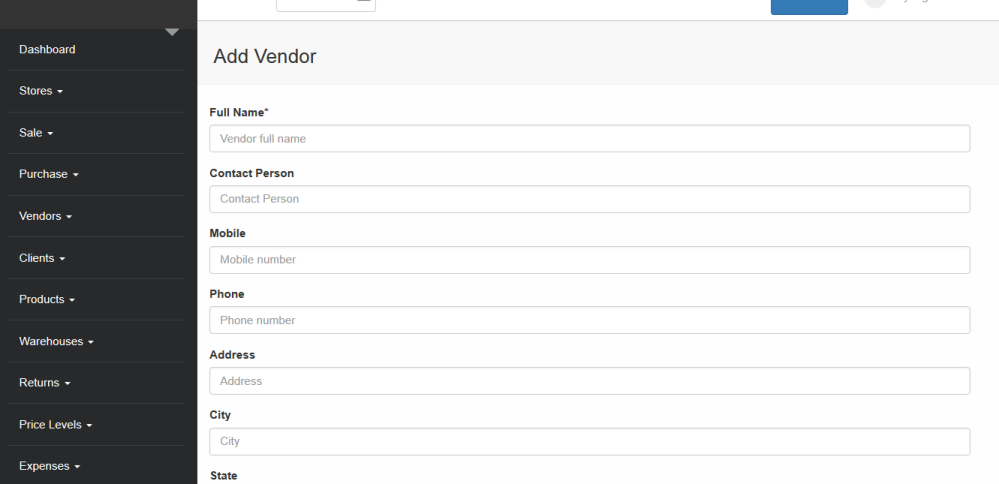 Dashboard
Stores
Sale
Purchase
Vendors
Clients
Products
Warehouses
Returns
Price Levels
Expenses
Add Vendor
Full Name*
Vendor full name
Contact Person
Contact Person
Mobile
Mobile number
Phone
Phone number
Address
Address
City
City
State